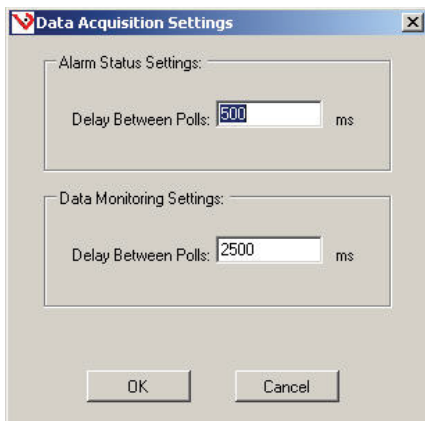 Data Acquisition Settings
Alarm Status Settings:
Delay Between Polls: 500 ms
Data Monitoring Settings:
Delay Between Polls: 2500 ms
OK Cancel